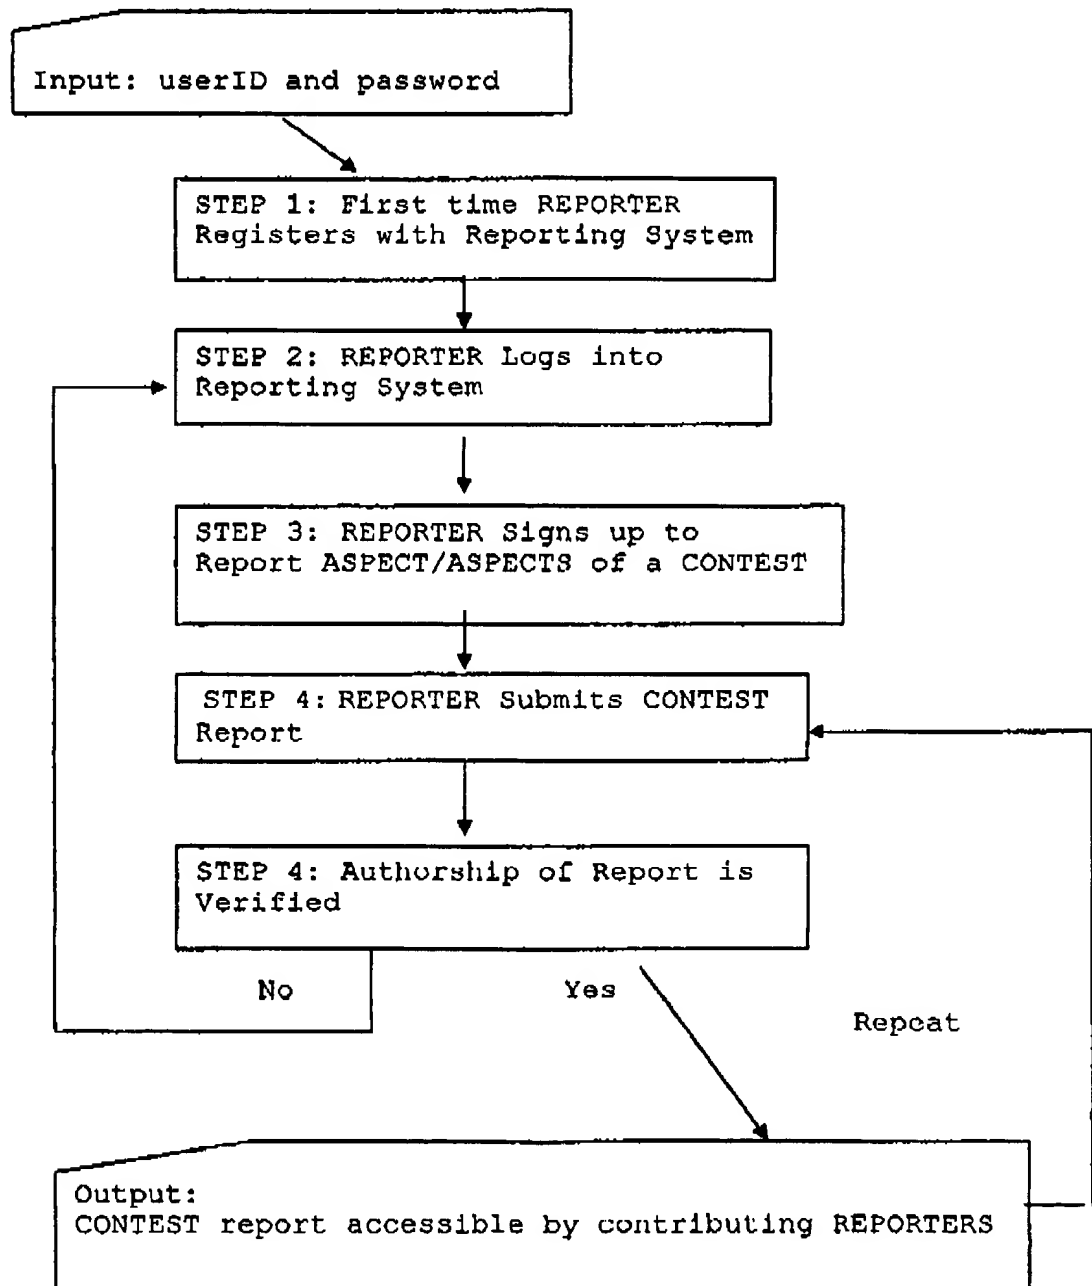 Input: userID and password
STEP 1: First time REPORTER
Registers with Reporting System
STEP 2: REPORTER Logs into
Reporting System
STEP 3: REPORTER Signs up to
Report ASPECT/ASPECTS of a CONTEST
STEP 4: REPORTER Submits CONTEST
Report
STEP 4: Authorship of Report is
Verified
No
Yes
Repeat
Output:
CONTEST report accessible by contributing REPORTERS